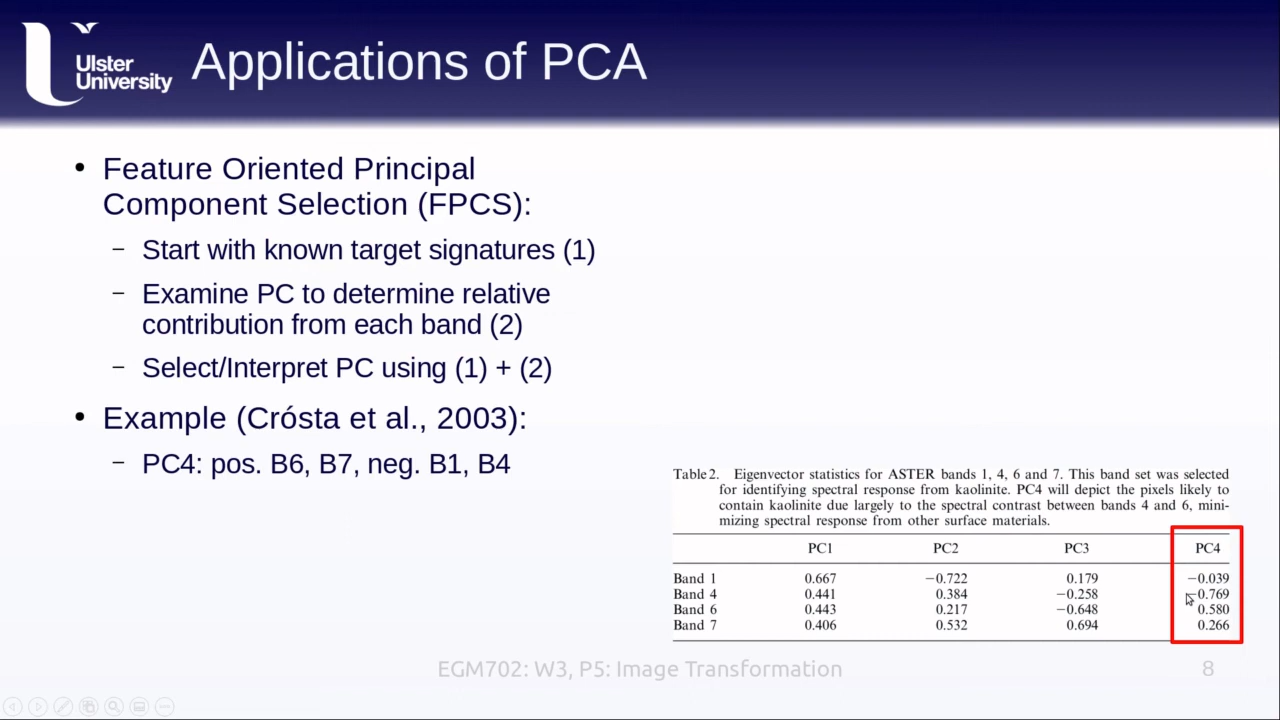 Ulster
University
Applications of PCA
• Feature Oriented Principal
Component Selection (FPCS):
– Start with known target signatures (1)
– Examine PC to determine relative
contribution from each band (2)
– Select/Interpret PC using (1) + (2)
• Example (Crósta et al., 2003):
– PC4: pos. B6, B7, neg. B1, B4
Table 2. Eigenvector statistics for ASTER bands 1, 4, 6 and 7. This band set was selected
for identifying spectral response from kaolinite. PC4 will depict the pixels likely to
contain kaolinite due largely to the spectral contrast between bands 4 and 6, mini-
mizing spectral response from other surface materials.
PC1 PC2 PC3 PC4
Band 1 0.667 −0.722 0.179 −0.039
Band 4 0.441 0.384 −0.258 −0.769
Band 6 0.443 0.217 −0.648 0.580
Band 7 0.406 0.532 0.694 0.266
EGM702: W3, P5: Image Transformation 8